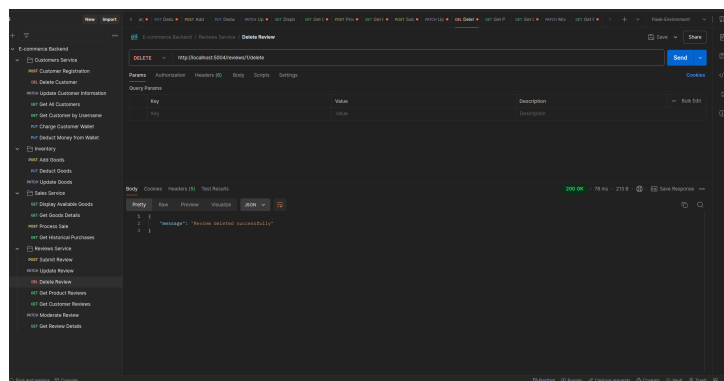 New Import
E-commerce Backend / Reviews Service / Delete Review
Save
Share
DELETE http://localhost:5004/reviews/1/delete
Send
Params Authorization Headers (6) Body Scripts Settings
Cookies
Query Params
Key Value Description Bulk Edit
Key Value Description
E-commerce Backend
Customers Service
POST Customer Registration
DEL Delete Customer
PATCH Update Customer Information
GET Get All Customers
GET Get Customer by Username
PUT Charge Customer Wallet
PUT Deduct Money from Wallet
Inventory
POST Add Goods
PUT Deduct Goods
PATCH Update Goods
Sales Service
GET Display Available Goods
GET Get Goods Details
POST Process Sale
GET Get Historical Purchases
Reviews Service
POST Submit Review
PATCH Update Review
DEL Delete Review
GET Get Product Reviews
GET Get Customer Reviews
PATCH Moderate Review
GET Get Review Details
Body Cookies Headers (5) Test Results
200 OK 78 ms 213 B Save Response
Pretty Raw Preview Visualize JSON
1 {
2 "message": "Review deleted successfully"
3 }